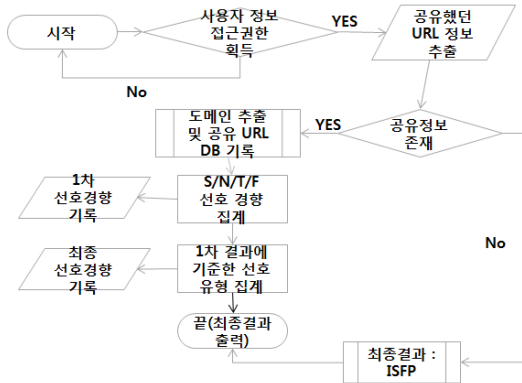 시작
사용자 정보
접근권한
획득
YES
공유했던
URL 정보
추출
No
도메인 추출
및 공유 URL
DB 기록
YES
공유정보
존재
1차
선호경향
기록
S/N/T/F
선호 경향
집계
최종
선호경향
기록
1차 결과에
기준한 선호
유형 집계
No
끝(최종결과
출력)
최종결과 :
ISFP